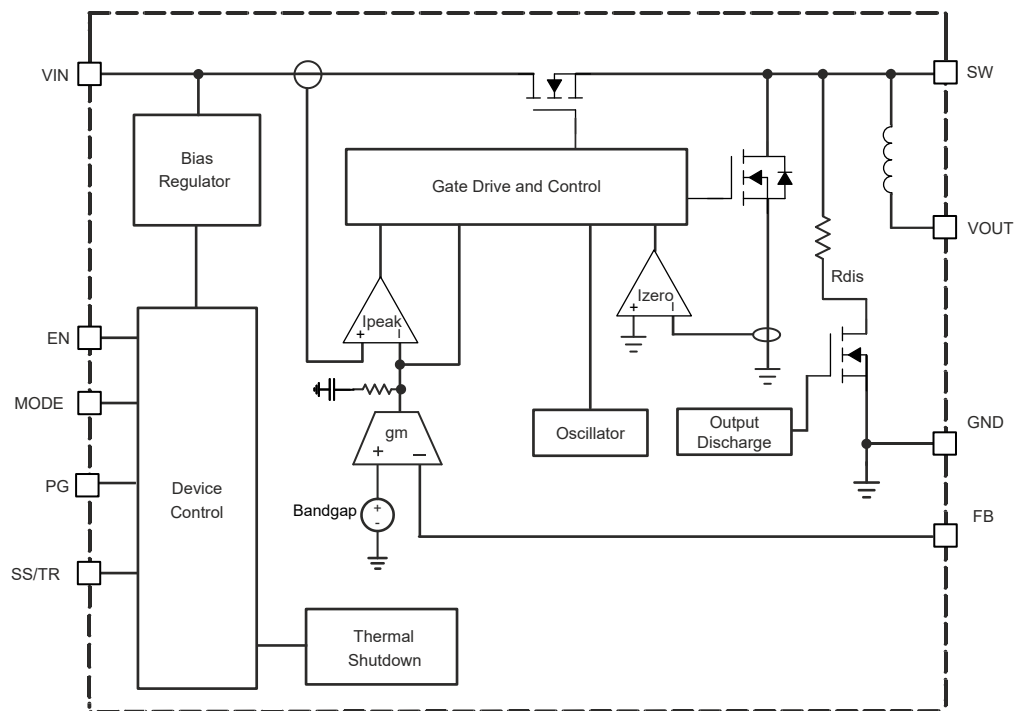 VIN
SW
Bias
Regulator
Gate Drive and Control
VOUT
Rdis
Izero
+
Ipeak
+
EN
MODE
gm
+ −
Oscillator
Output
Discharge
GND
PG
Device
Control
Bandgap
+
-
FB
SS/TR
Thermal
Shutdown